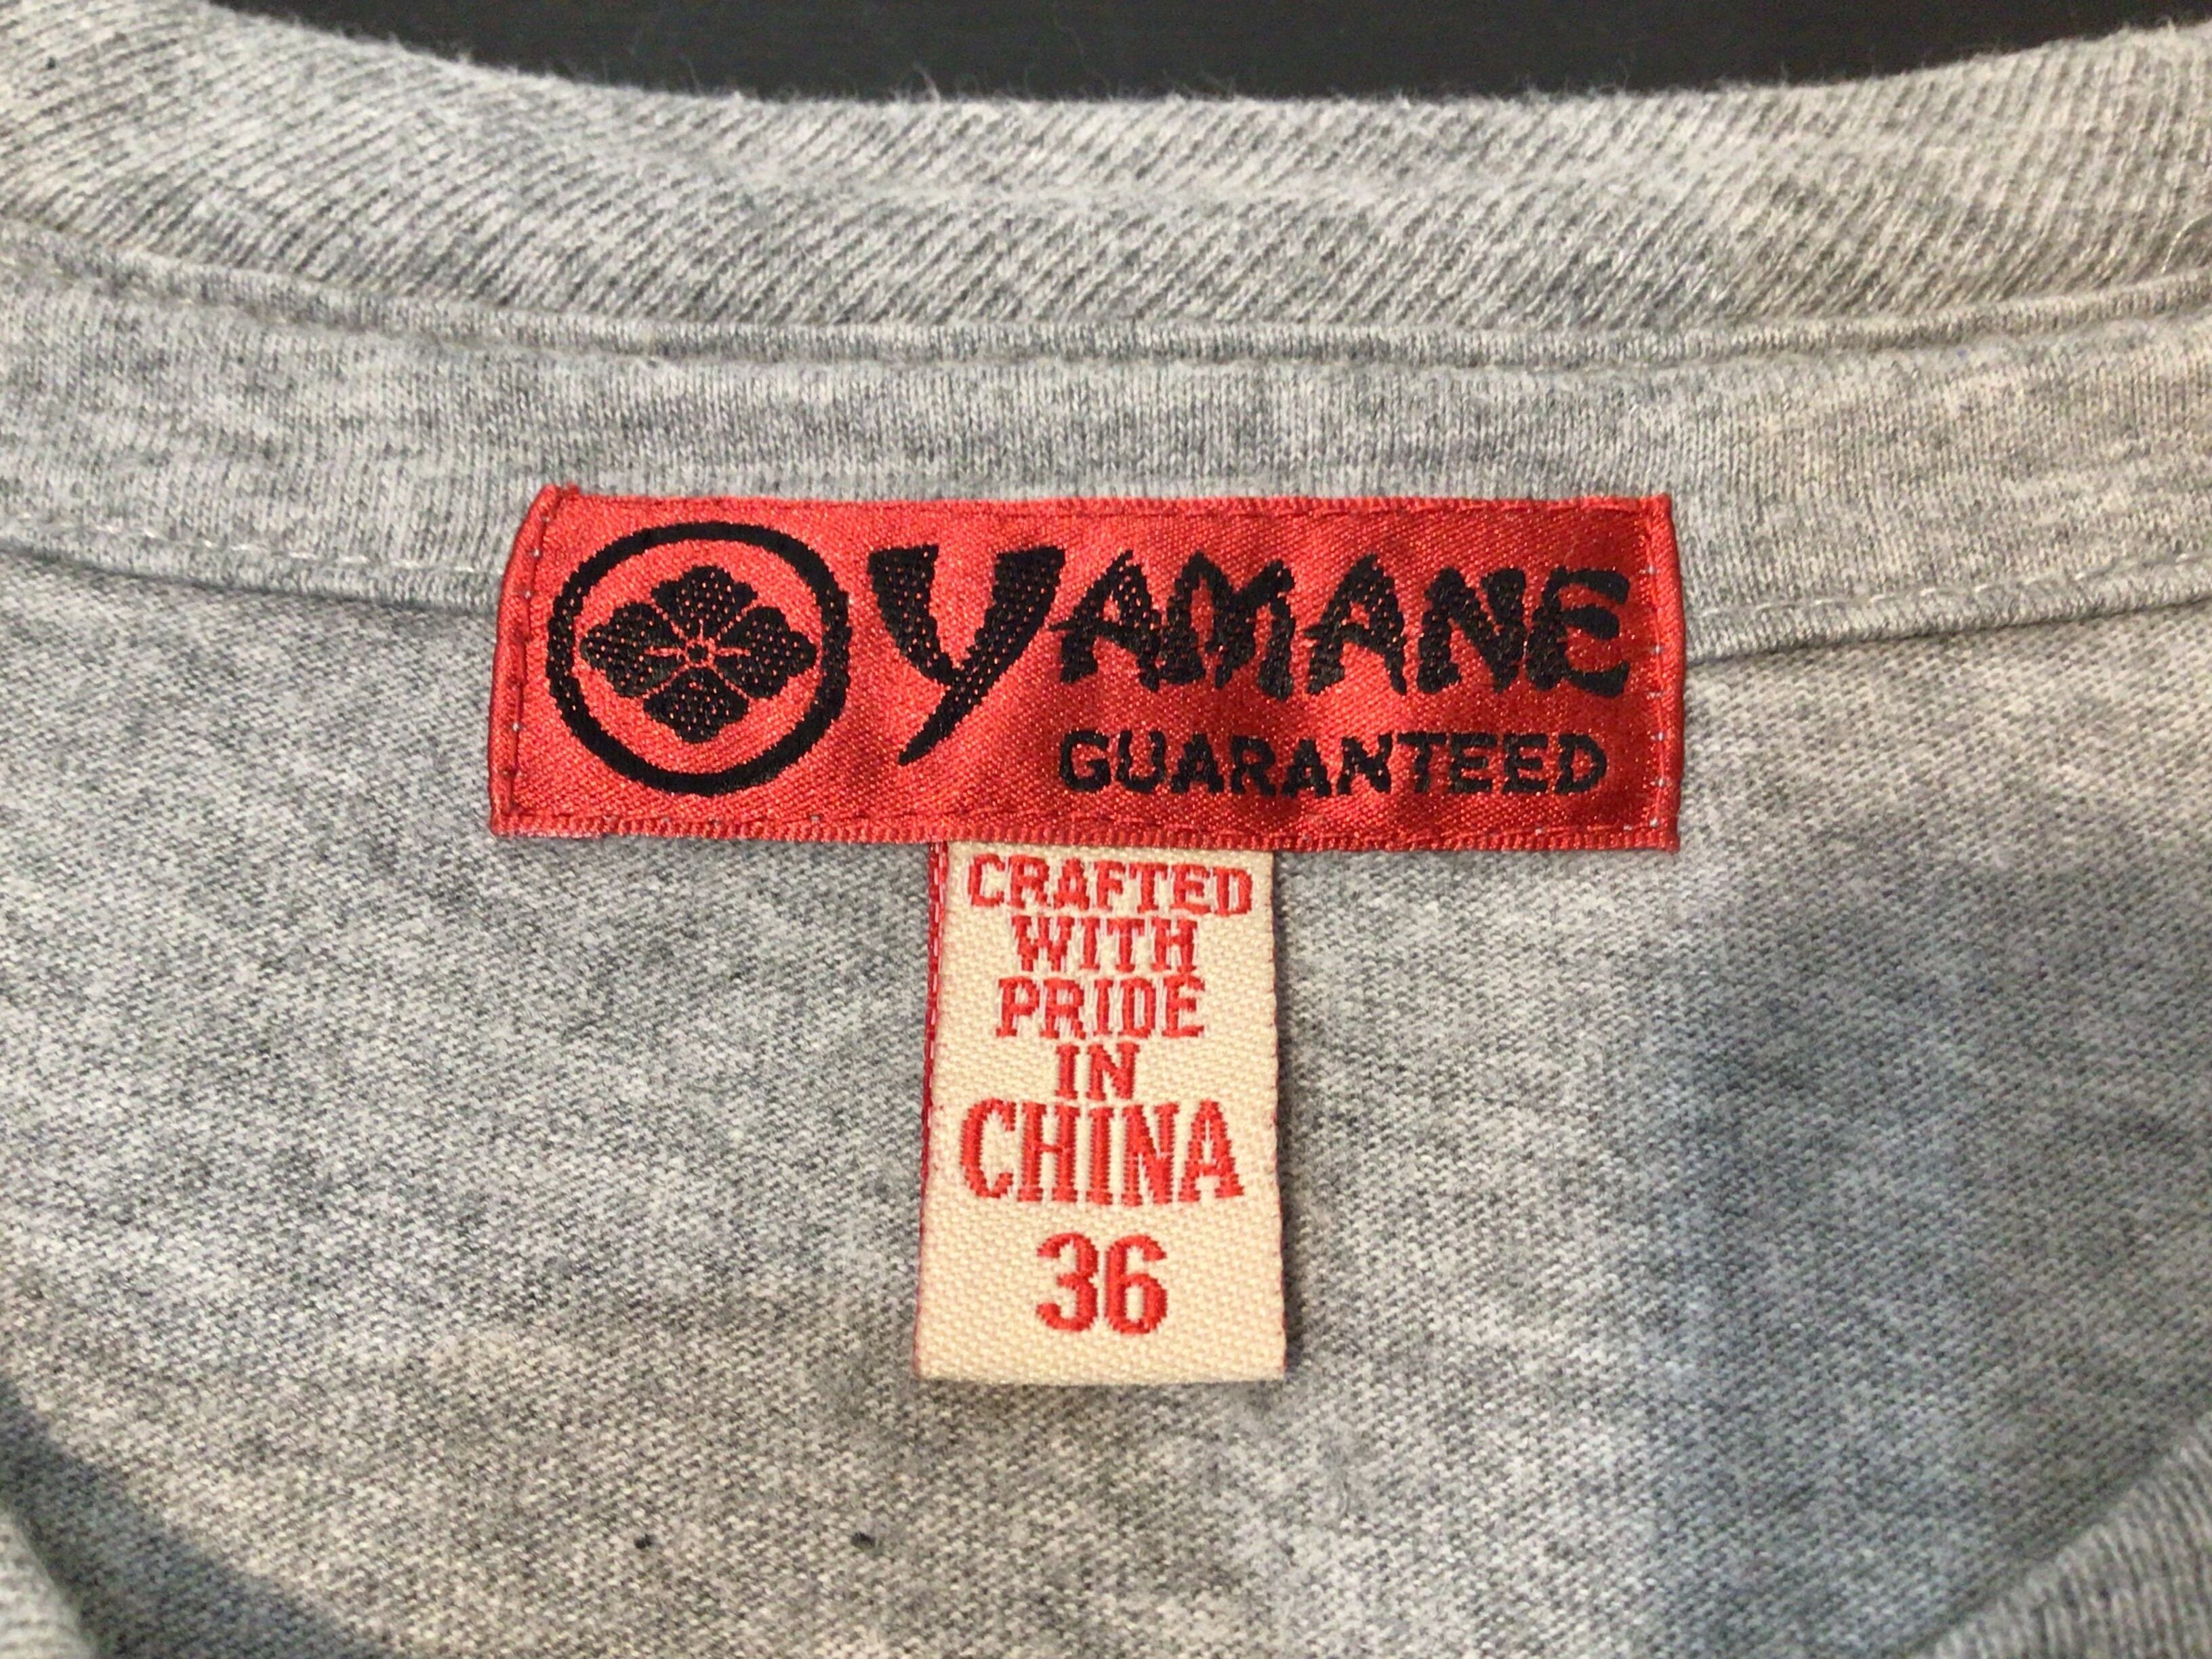 YAMANE
GUARANTEED
CRAFTED
WITH
PRIDE
IN
CHINA
36